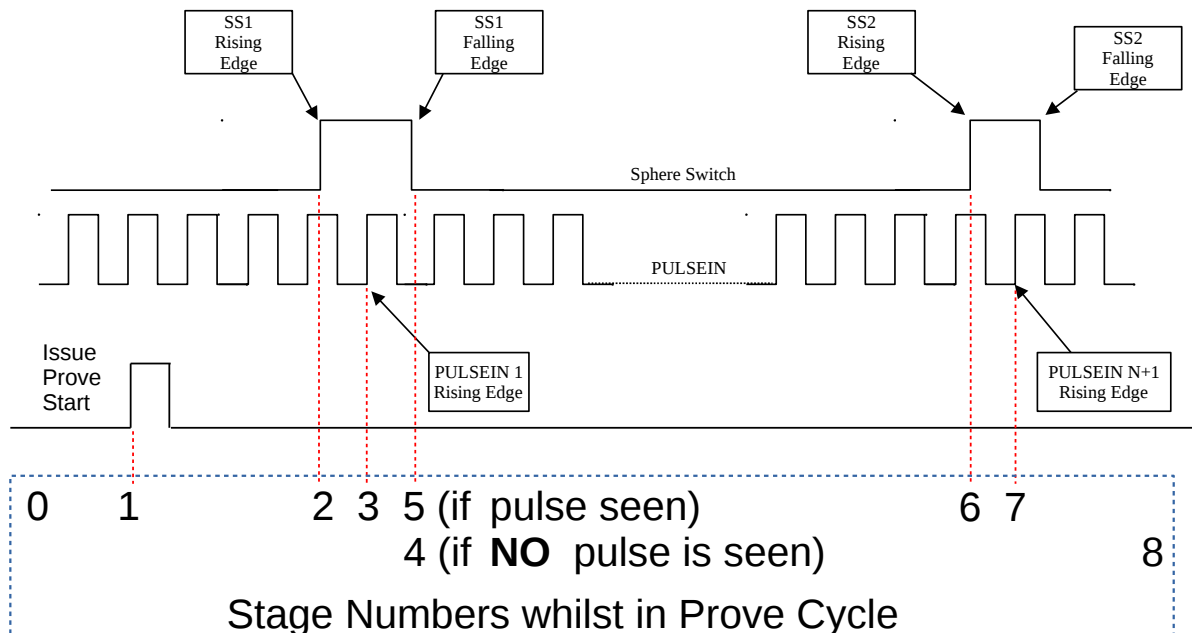 SS1
Rising
Edge
SS1
Falling
Edge
SS2
Rising
Edge
SS2
Falling
Edge
Sphere Switch
PULSEIN
Issue
Prove
Start
PULSEIN 1
Rising Edge
PULSEIN N+1
Rising Edge
0 1 2 3 5 (if pulse seen) 6 7
4 (if NO pulse is seen) 8
Stage Numbers whilst in Prove Cycle